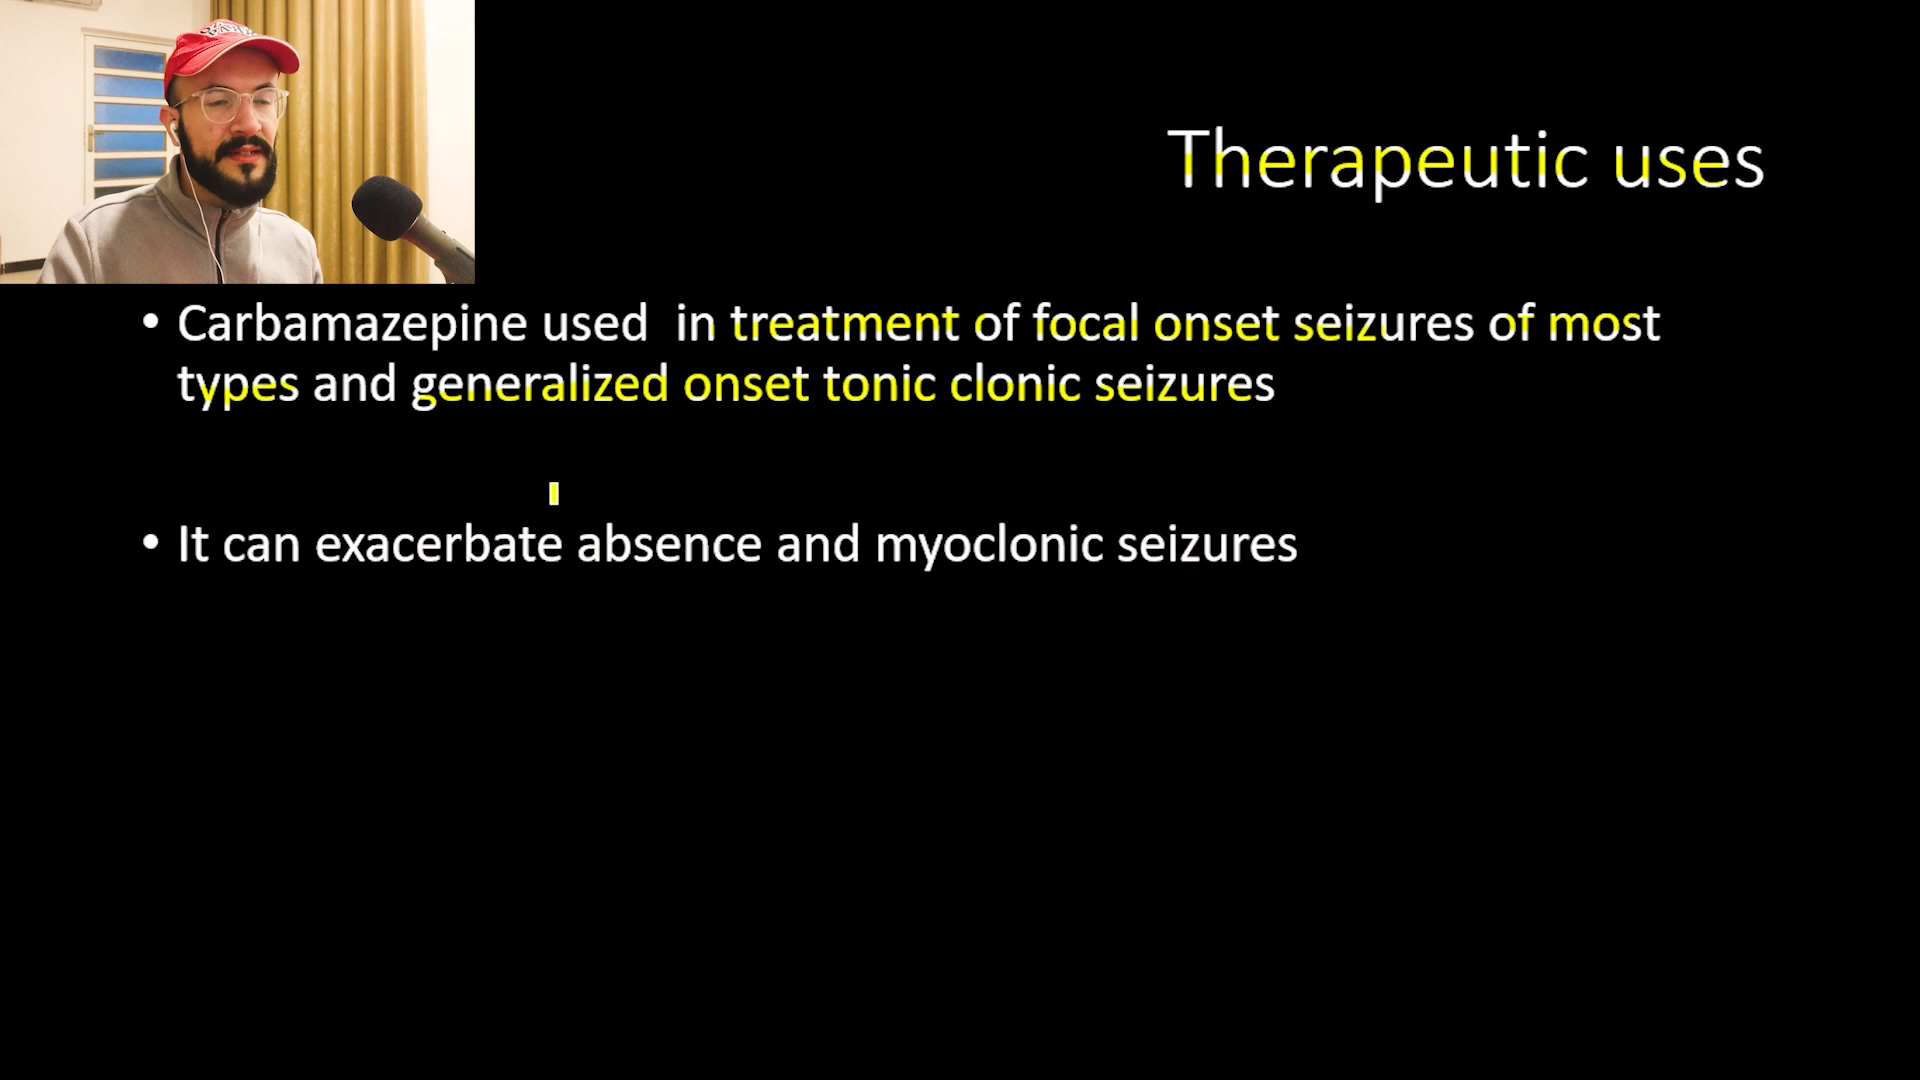 Therapeutic uses
• Carbamazepine used  in treatment of focal onset seizures of most
types and generalized onset tonic clonic seizures
• It can exacerbate absence and myoclonic seizures